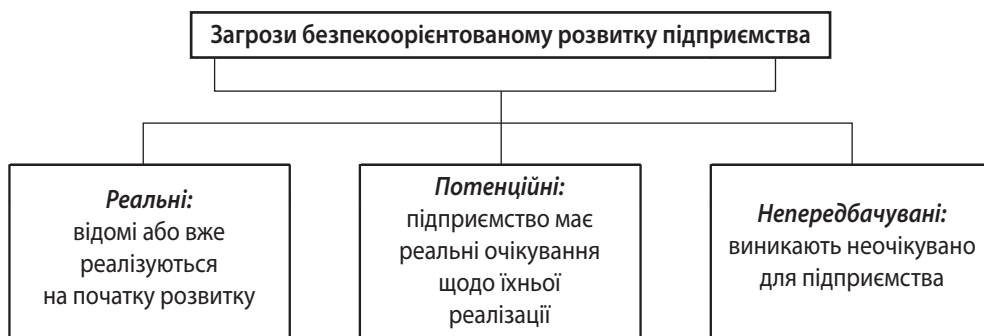 Загрози безпекоорієнтованому розвитку підприємства
Реальні:
відомі або вже
реалізуються
на початку розвитку
Потенційні:
підприємство має
реальні очікування
щодо їхньої
реалізації
Непередбачувані:
виникають неочікувано
для підприємства